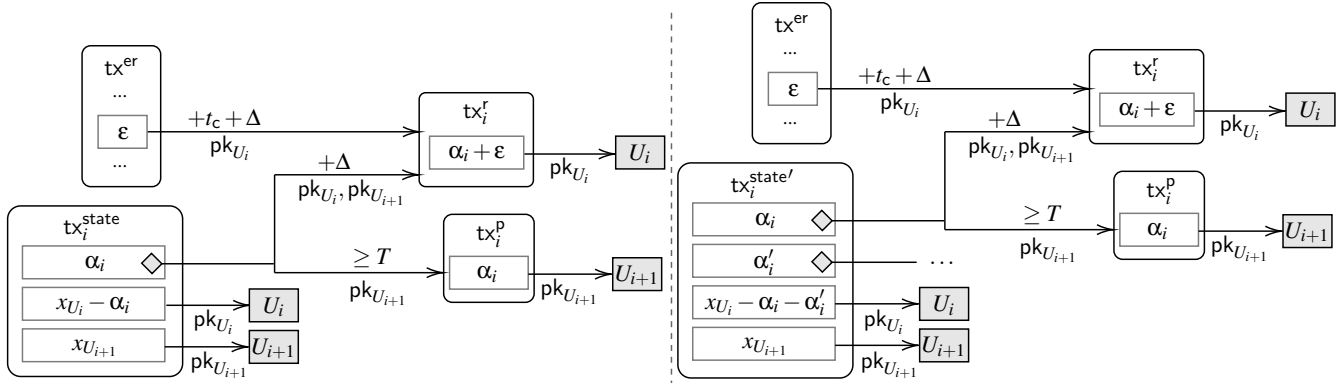 tx^er
...
ε
...
+t_c + Δ
pk_{U_i}
tx_i^r
α_i + ε
pk_{U_i}
U_i
+Δ
pk_{U_i}, pk_{U_{i+1}}
tx_i^state
α_i
≥ T
pk_{U_{i+1}}
tx_i^p
α_i
pk_{U_{i+1}}
U_{i+1}
x_{U_i} − α_i
pk_{U_i}
U_i
x_{U_{i+1}}
pk_{U_{i+1}}
U_{i+1}
tx^er
...
ε
...
+t_c + Δ
pk_{U_i}
tx_i^r
α_i + ε
pk_{U_i}
U_i
+Δ
pk_{U_i}, pk_{U_{i+1}}
tx_i^state′
α_i
≥ T
pk_{U_{i+1}}
tx_i^p
α_i
pk_{U_{i+1}}
U_{i+1}
α_i′
...
x_{U_i} − α_i − α_i′
pk_{U_i}
U_i
x_{U_{i+1}}
pk_{U_{i+1}}
U_{i+1}